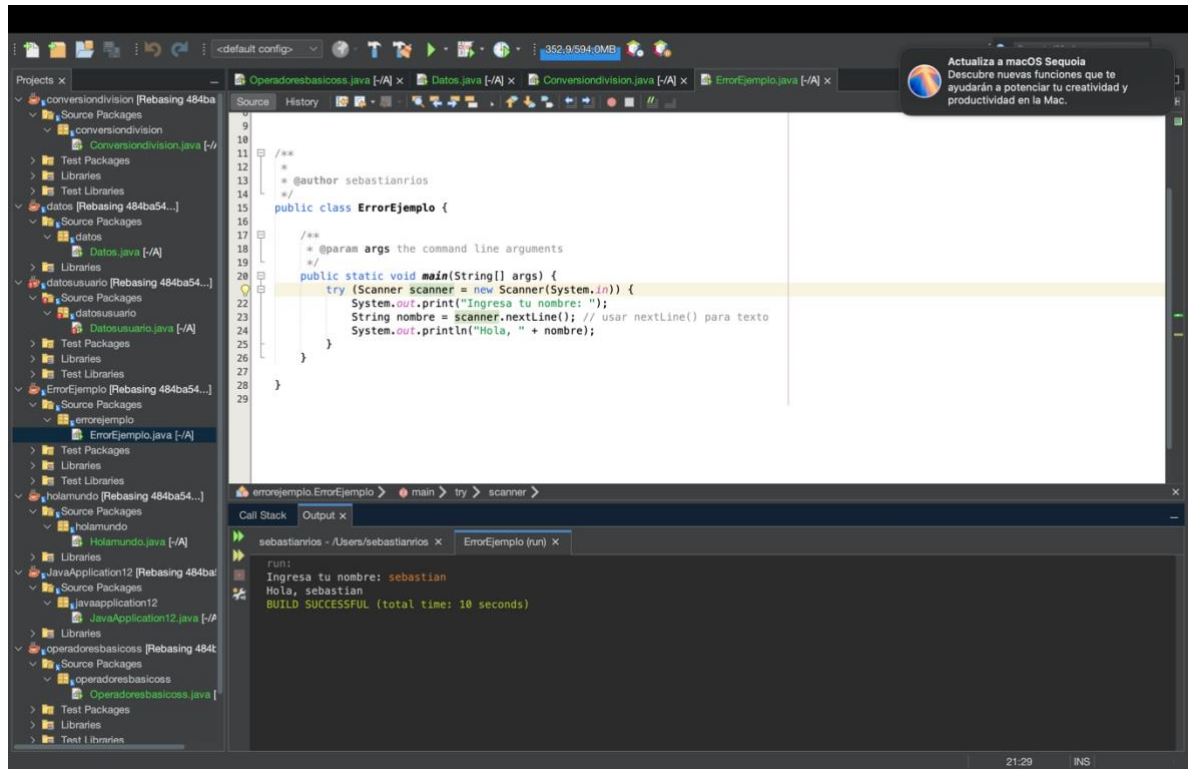 <default config>
352.9/594.0MB
Actualiza a macOS Sequoia
Descubre nuevas funciones que te
ayudarán a potenciar tu creatividad y
productividad en la Mac.
Projects
Operadoresbasicoss.java [-/A]
Datos.java [-/A]
Conversiondivision.java [-/A]
ErrorEjemplo.java [-/A]
Source History
conversiondivision [Rebasing 484ba
Source Packages
conversiondivision
Conversiondivision.java [-/
Test Packages
Libraries
Test Libraries
datos [Rebasing 484ba54...]
Source Packages
datos
Datos.java [-/A]
Libraries
datosusuario [Rebasing 484ba54...]
Source Packages
datosusuario
Datosusuario.java [-/A]
Test Packages
Libraries
Test Libraries
ErrorEjemplo [Rebasing 484ba54...]
Source Packages
errorejemplo
ErrorEjemplo.java [-/A]
Test Packages
Libraries
Test Libraries
holamundo [Rebasing 484ba54...]
Source Packages
holamundo
Holamundo.java [-/A]
Libraries
JavaApplication12 [Rebasing 484ba
Source Packages
javaapplication12
JavaApplication12.java [-/A
Libraries
operadoresbasicoss [Rebasing 484b
Source Packages
operadoresbasicoss
Operadoresbasicoss.java [
Test Packages
Libraries
Test Libraries
9
10
11 /**
12 *
13 * @author sebastianrios
14 */
15 public class ErrorEjemplo {
16
17 /**
18 * @param args the command line arguments
19 */
20 public static void main(String[] args) {
try (Scanner scanner = new Scanner(System.in)) {
22 System.out.print("Ingresa tu nombre: ");
23 String nombre = scanner.nextLine(); // usar nextLine() para texto
24 System.out.println("Hola, " + nombre);
25 }
26 }
27
28 }
29
errorejemplo.ErrorEjemplo > main > try > scanner >
Call Stack Output
sebastianrios - /Users/sebastianrios
ErrorEjemplo (run)
run:
Ingresa tu nombre: sebastian
Hola, sebastian
BUILD SUCCESSFUL (total time: 10 seconds)
21:29 INS